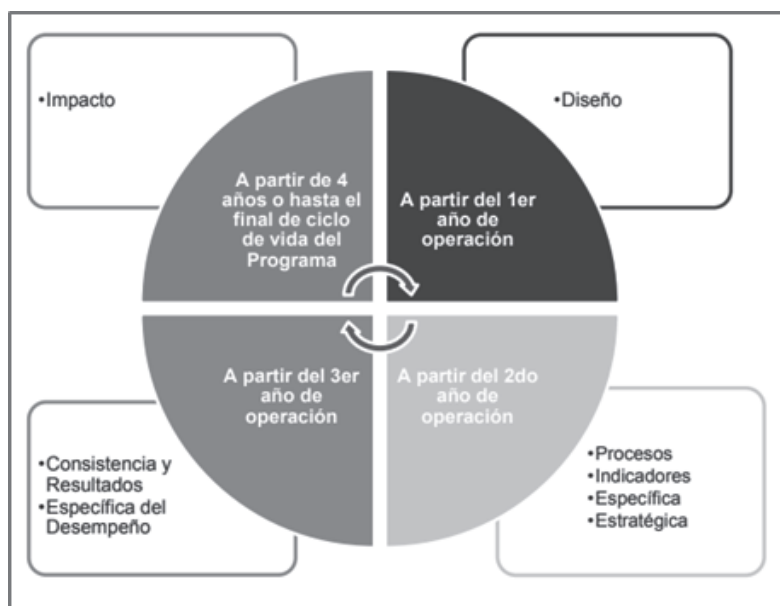 •Impacto
•Diseño
A partir de 4
años o hasta el
final de ciclo
de vida del
Programa
A partir del 1er
año de
operación
A partir del 3er
año de
operación
A partir del 2do
año de
operación
•Consistencia y
Resultados
•Específica del
Desempeño
•Procesos
•Indicadores
•Específica
•Estratégica